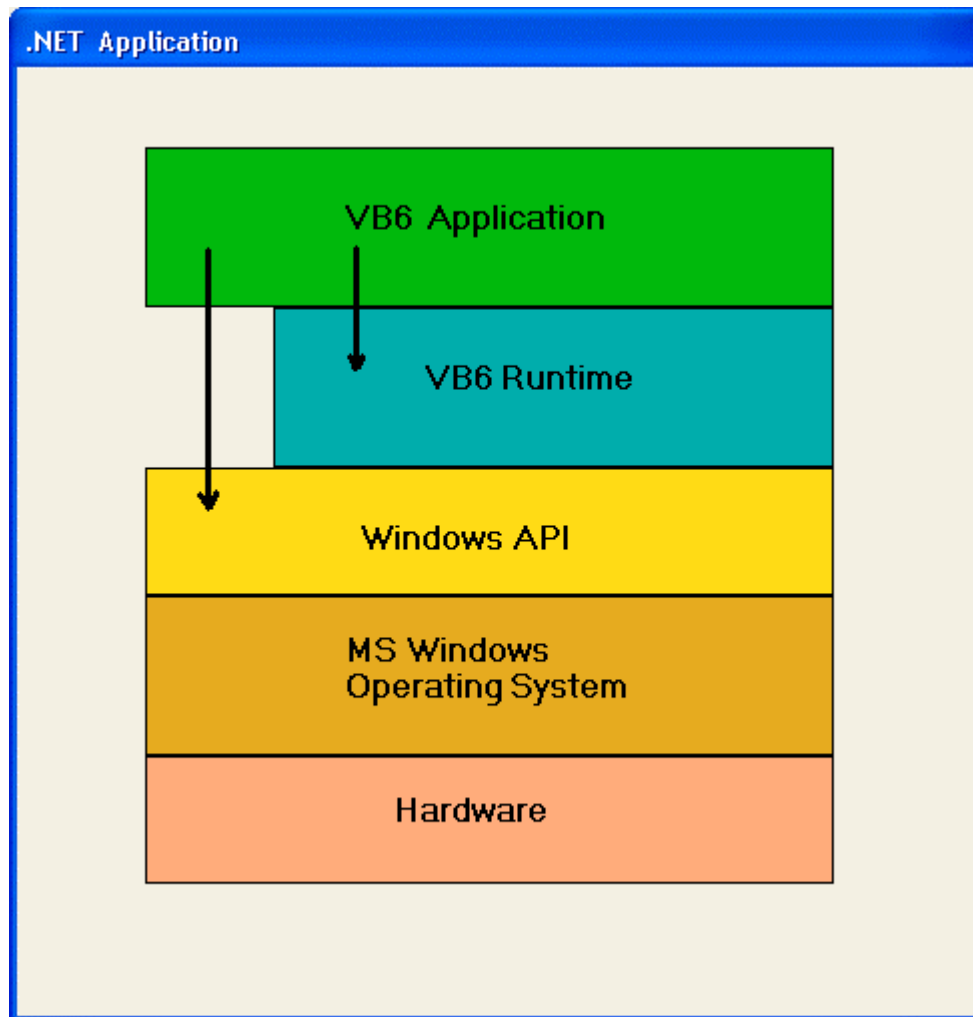 .NET Application
VB6 Application
VB6 Runtime
Windows API
MS Windows
Operating System
Hardware